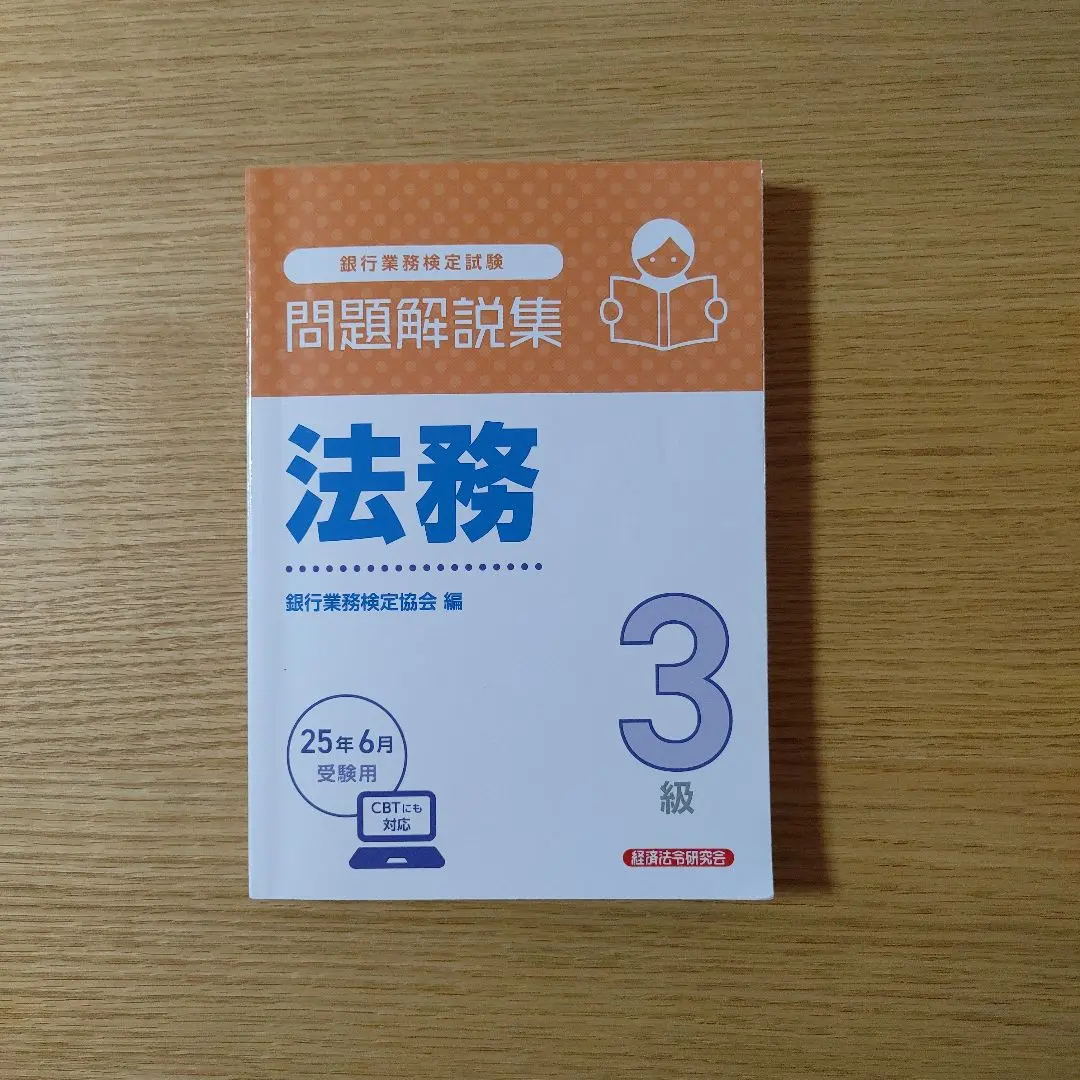 銀行業務検定試験
問題解説集
法務
銀行業務検定協会 編
3
級
25年6月
受験用
CBTにも
対応
経済法令研究会